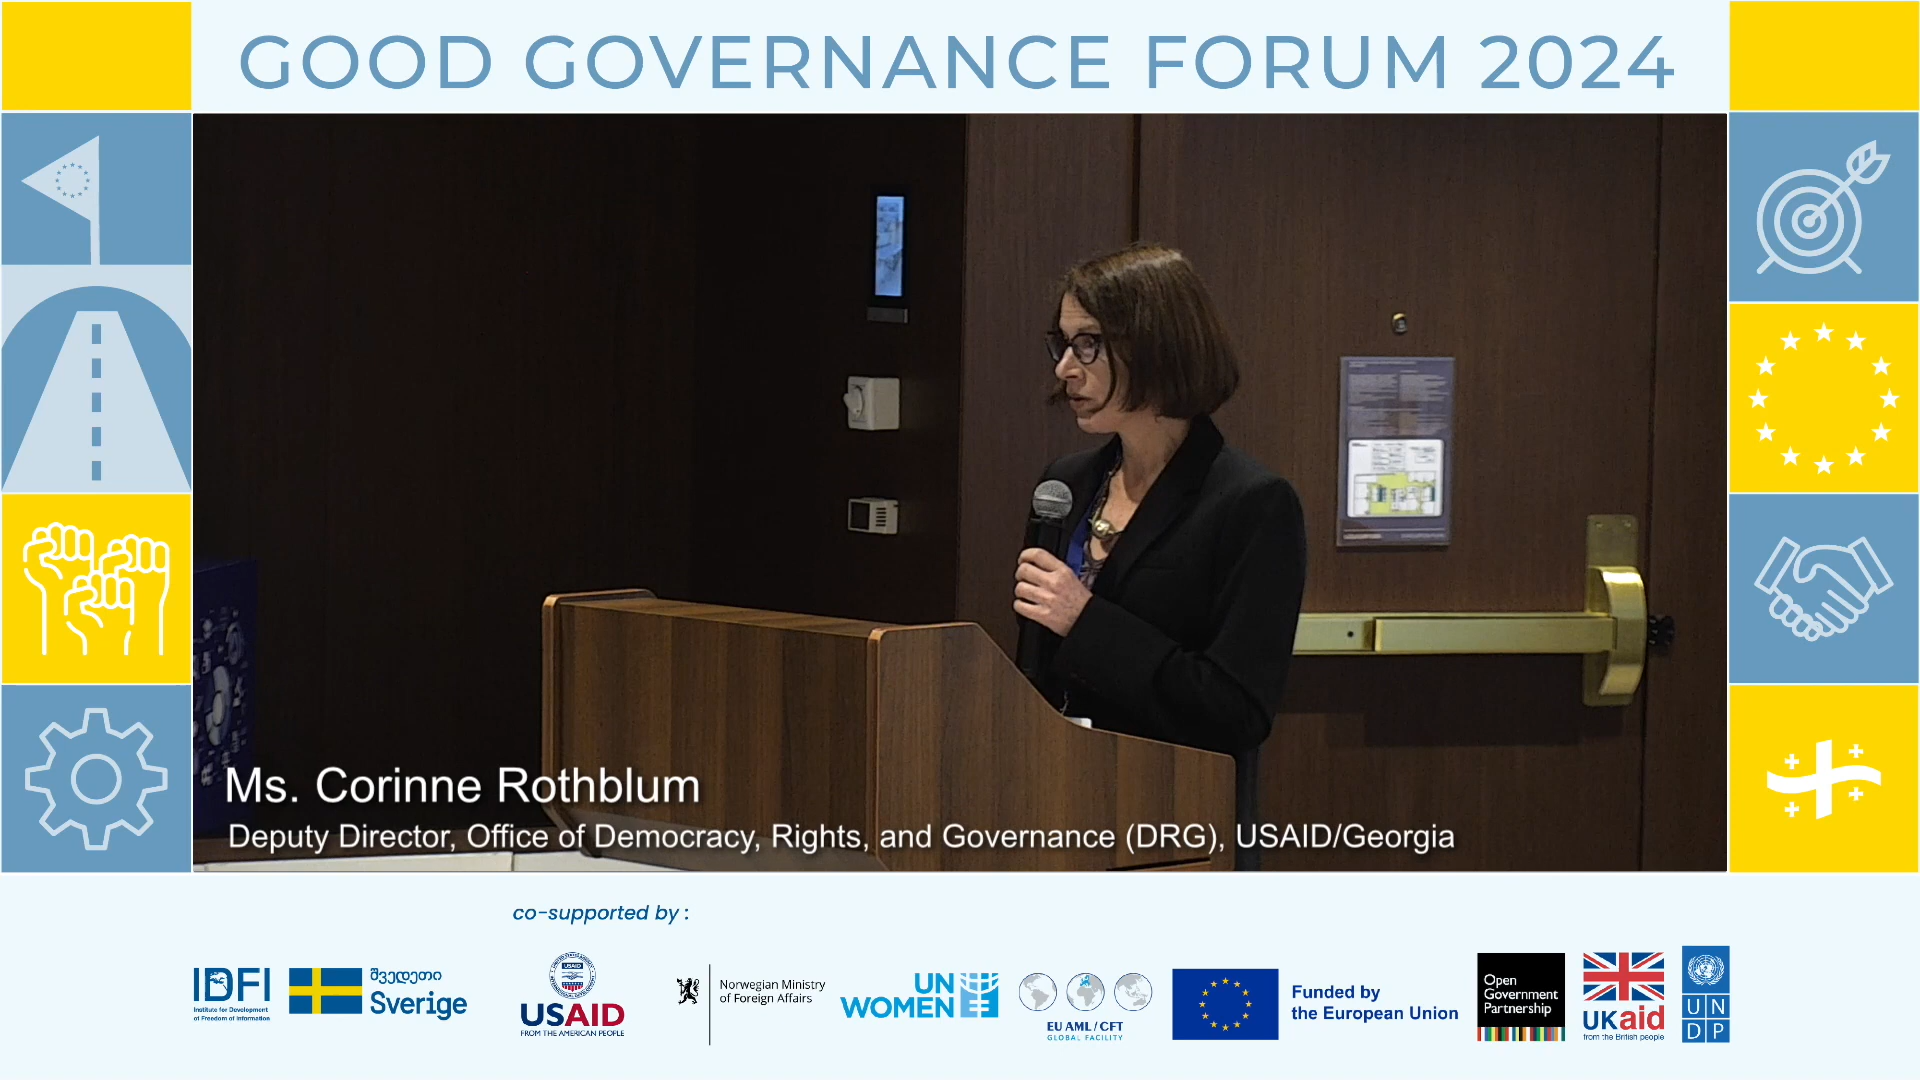 GOOD GOVERNANCE FORUM 2024
Ms. Corinne Rothblum
Deputy Director, Office of Democracy, Rights, and Governance (DRG), USAID/Georgia
co-supported by :
IDFI
Institute for Development
of Freedom of Information
შვედეთი
Sverige
USAID
USAID
FROM THE AMERICAN PEOPLE
Norwegian Ministry
of Foreign Affairs
UN
WOMEN
EU AML / CFT
GLOBAL FACILITY
Funded by
the European Union
Open
Government
Partnership
UKaid
from the British people
U N
D P